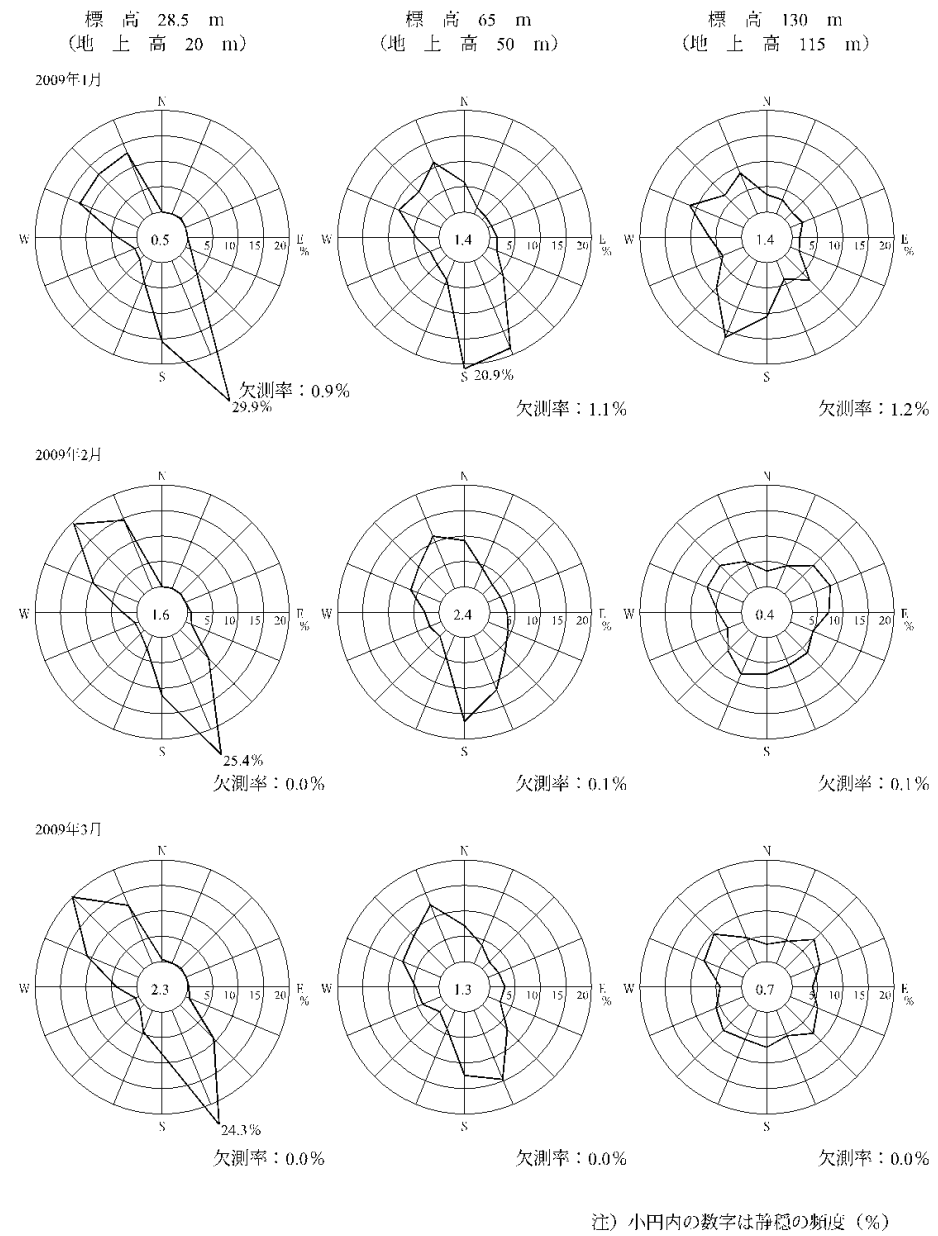 標高 28.5 m 標高 65 m 標高 130 m
(地上高 20 m) (地上高 50 m) (地上高 115 m)
2009年1月
N N N
W 0.5 5 10 15 20 E % W 1.4 5 10 15 20 E % W 1.4 5 10 15 20 E %
S S S
20.9%
欠測率：0.9%
29.9%
欠測率：1.1% 欠測率：1.2%
2009年2月
N N N
W 1.6 5 10 15 20 E % W 2.4 5 10 15 20 E % W 0.4 5 10 15 20 E %
S S S
25.4%
欠測率：0.0% 欠測率：0.1% 欠測率：0.1%
2009年3月
N N N
W 2.3 5 10 15 20 E % W 1.3 5 10 15 20 E % W 0.7 5 10 15 20 E %
S S S
24.3%
欠測率：0.0% 欠測率：0.0% 欠測率：0.0%
注）小円内の数字は静穏の頻度（%）